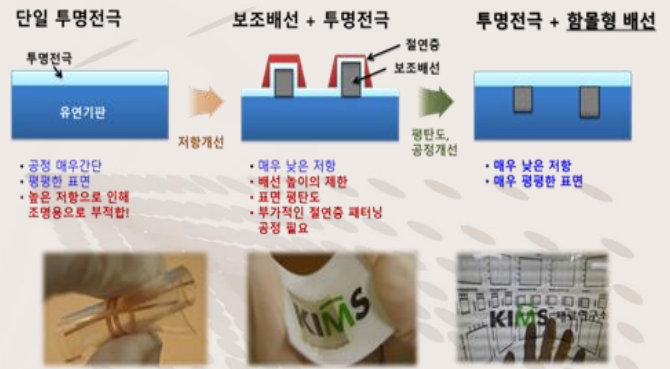 단일 투명전극
보조배선 + 투명전극
투명전극 + 함몰형 배선
투명전극
유연기판
절연층
보조배선
저항개선
평탄도,
공정개선
• 공정 매우간단
• 평평한 표면
• 높은 저항으로 인해
조명용으로 부적합!
• 매우 낮은 저항
• 배선 높이의 제한
• 표면 평탄도
• 부가적인 절연층 패터닝
공정 필요
• 매우 낮은 저항
• 매우 평평한 표면
KIMS
KIMS 재료연구소